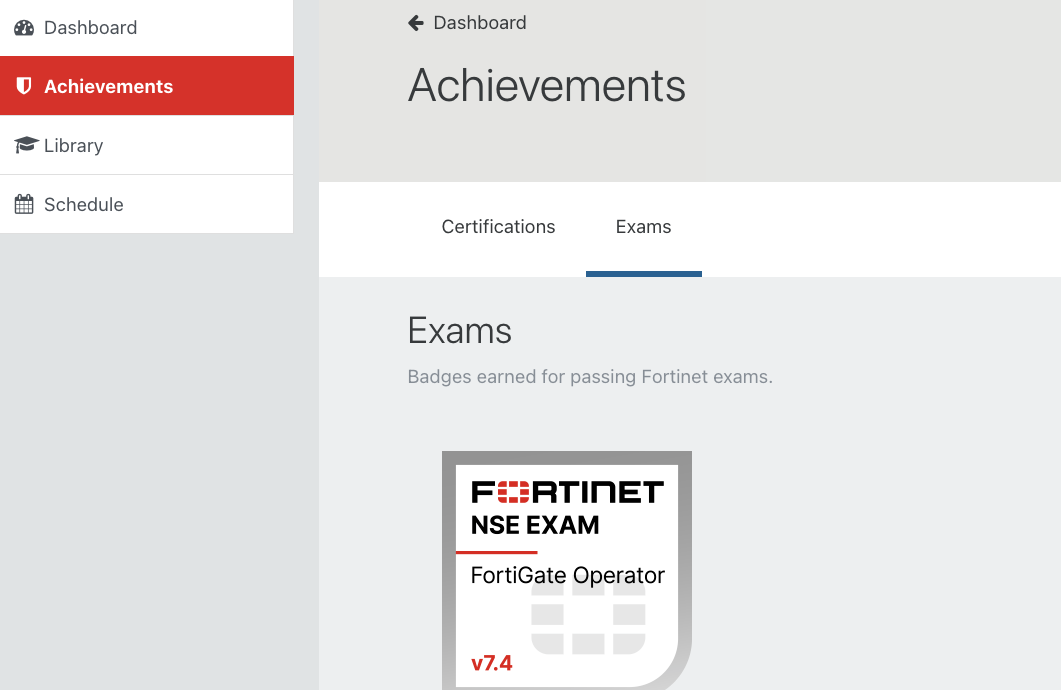 Dashboard
Achievements
Library
Schedule
Dashboard
Achievements
Certifications
Exams
Exams
Badges earned for passing Fortinet exams.
FORTINET
NSE EXAM
FortiGate Operator
v7.4